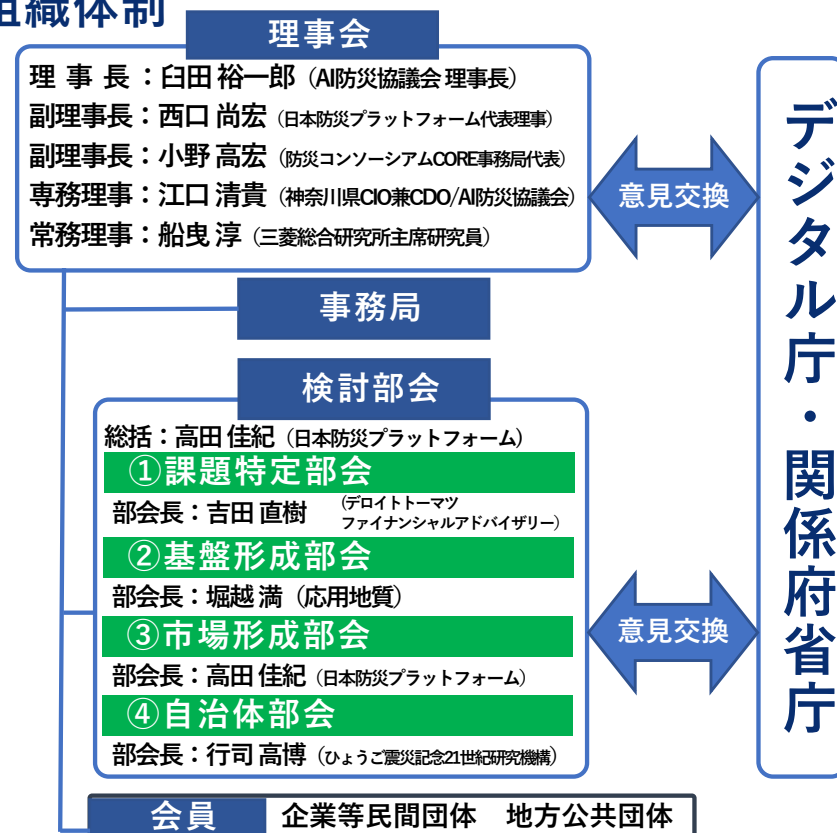 組織体制
理事会
理 事 長：臼田 裕一郎（AI防災協議会 理事長）
副理事長：西口 尚宏（日本防災プラットフォーム代表理事）
副理事長：小野 高宏（防災コンソーシアムCORE事務局代表）
専務理事：江口 清貴（神奈川県CIO兼CDO/AI防災協議会）
常務理事：船曵 淳（三菱総合研究所主席研究員）
意見交換
事務局
検討部会
総括：高田 佳紀（日本防災プラットフォーム）
①課題特定部会
部会長：吉田 直樹（デロイトトーマツ
ファイナンシャルアドバイザリー）
②基盤形成部会
部会長：堀越 満（応用地質）
③市場形成部会
部会長：高田 佳紀（日本防災プラットフォーム）
④自治体部会
部会長：行司 高博（ひょうご震災記念21世紀研究機構）
意見交換
デジタル庁・関係府省庁
会員 企業等民間団体 地方公共団体